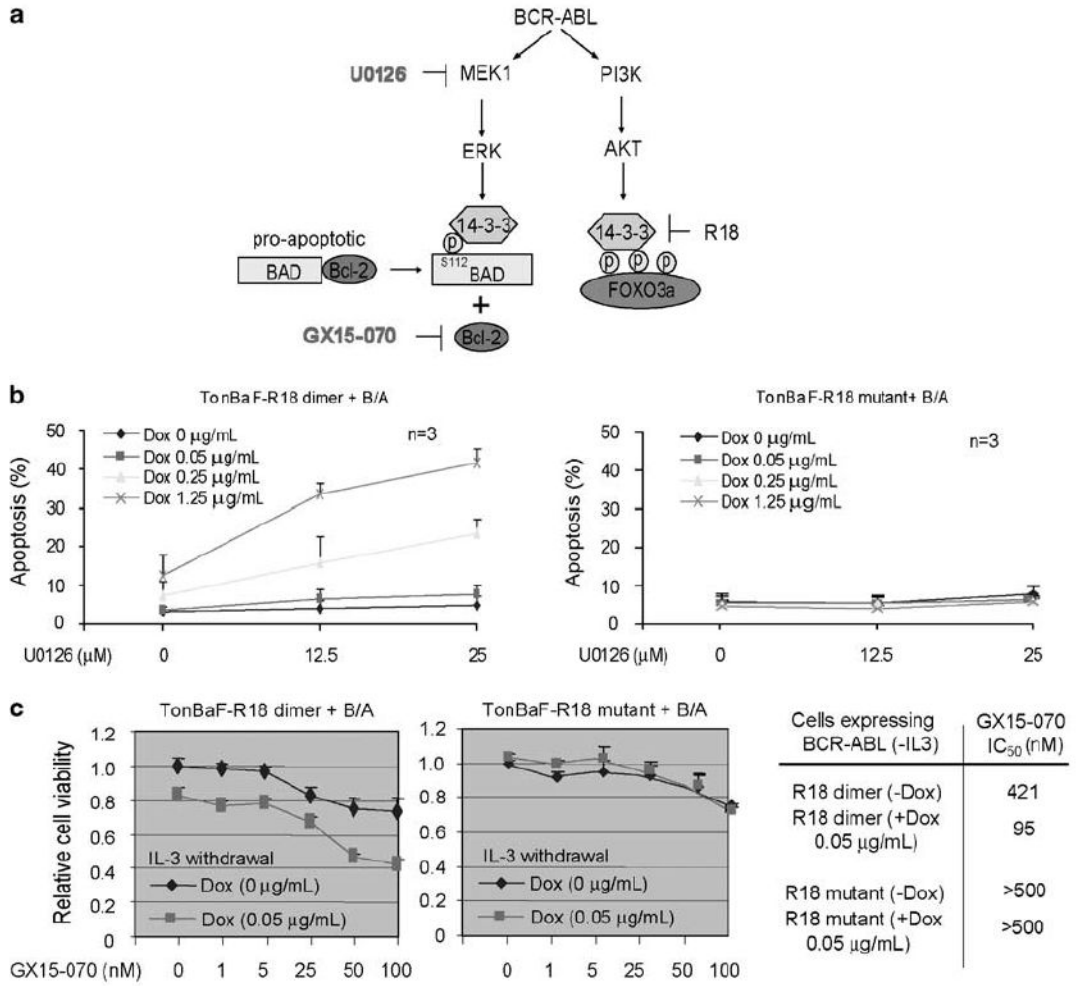 a
BCR-ABL
U0126
MEK1
PI3K
ERK
AKT
14-3-3
14-3-3
R18
pro-apoptotic
p
p p p
BAD
Bcl-2
S112
BAD
FOXO3a
+
GX15-070
Bcl-2
b
TonBaF-R18 dimer + B/A
50
40
30
20
10
0
Apoptosis (%)
Dox 0 µg/mL
Dox 0.05 µg/mL
Dox 0.25 µg/mL
Dox 1.25 µg/mL
n=3
U0126 (µM)
0
12.5
25
TonBaF-R18 mutant+ B/A
50
40
30
20
10
0
Apoptosis (%)
Dox 0 µg/mL
Dox 0.05 µg/mL
Dox 0.25 µg/mL
Dox 1.25 µg/mL
n=3
U0126 (µM)
0
12.5
25
c
TonBaF-R18 dimer + B/A
1.2
1.0
0.8
0.6
0.4
0.2
0
Relative cell viability
IL-3 withdrawal
Dox (0 µg/mL)
Dox (0.05 µg/mL)
GX15-070 (nM)
0
1
5
25
50
100
TonBaF-R18 mutant + B/A
1.2
1.0
0.8
0.6
0.4
0.2
0
IL-3 withdrawal
Dox (0 µg/mL)
Dox (0.05 µg/mL)
0
1
5
25
50
100
Cells expressing
BCR-ABL (-IL3)
GX15-070
IC50 (nM)
R18 dimer (-Dox)
421
R18 dimer (+Dox
0.05 µg/mL)
95
R18 mutant (-Dox)
>500
R18 mutant (+Dox
0.05 µg/mL)
>500